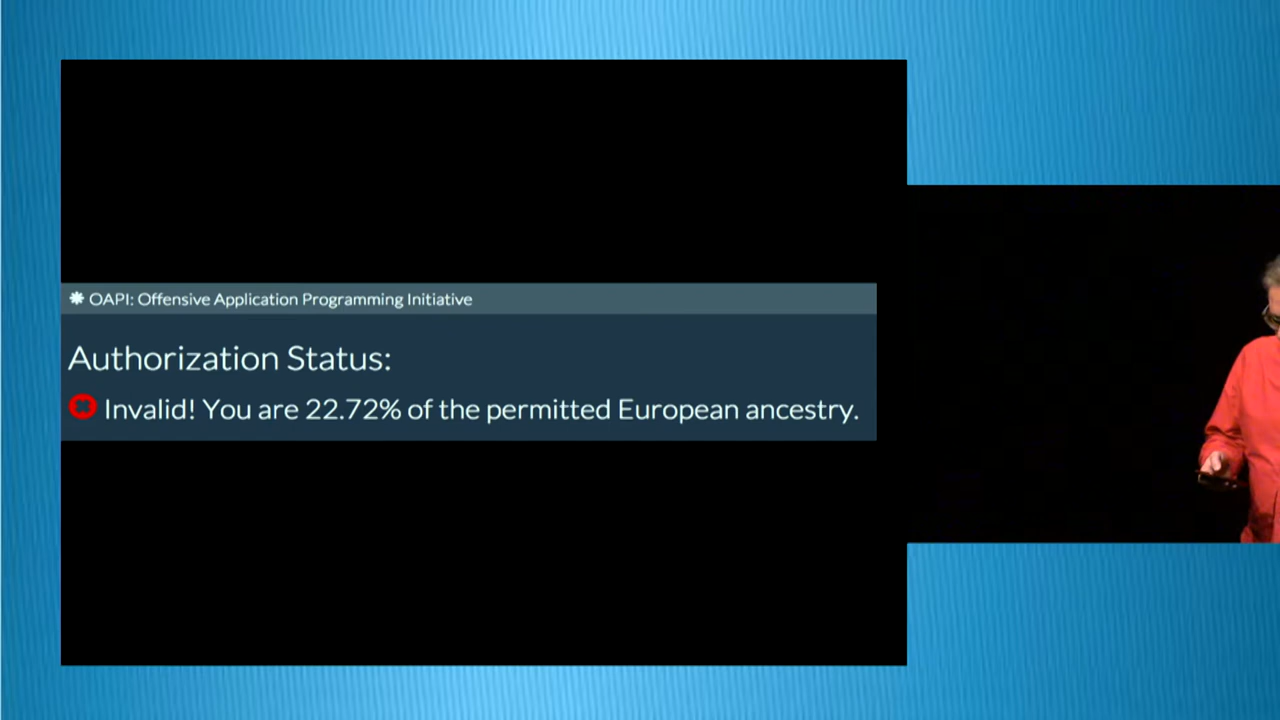 OAPI: Offensive Application Programming Initiative
Authorization Status:
Invalid! You are 22.72% of the permitted European ancestry.